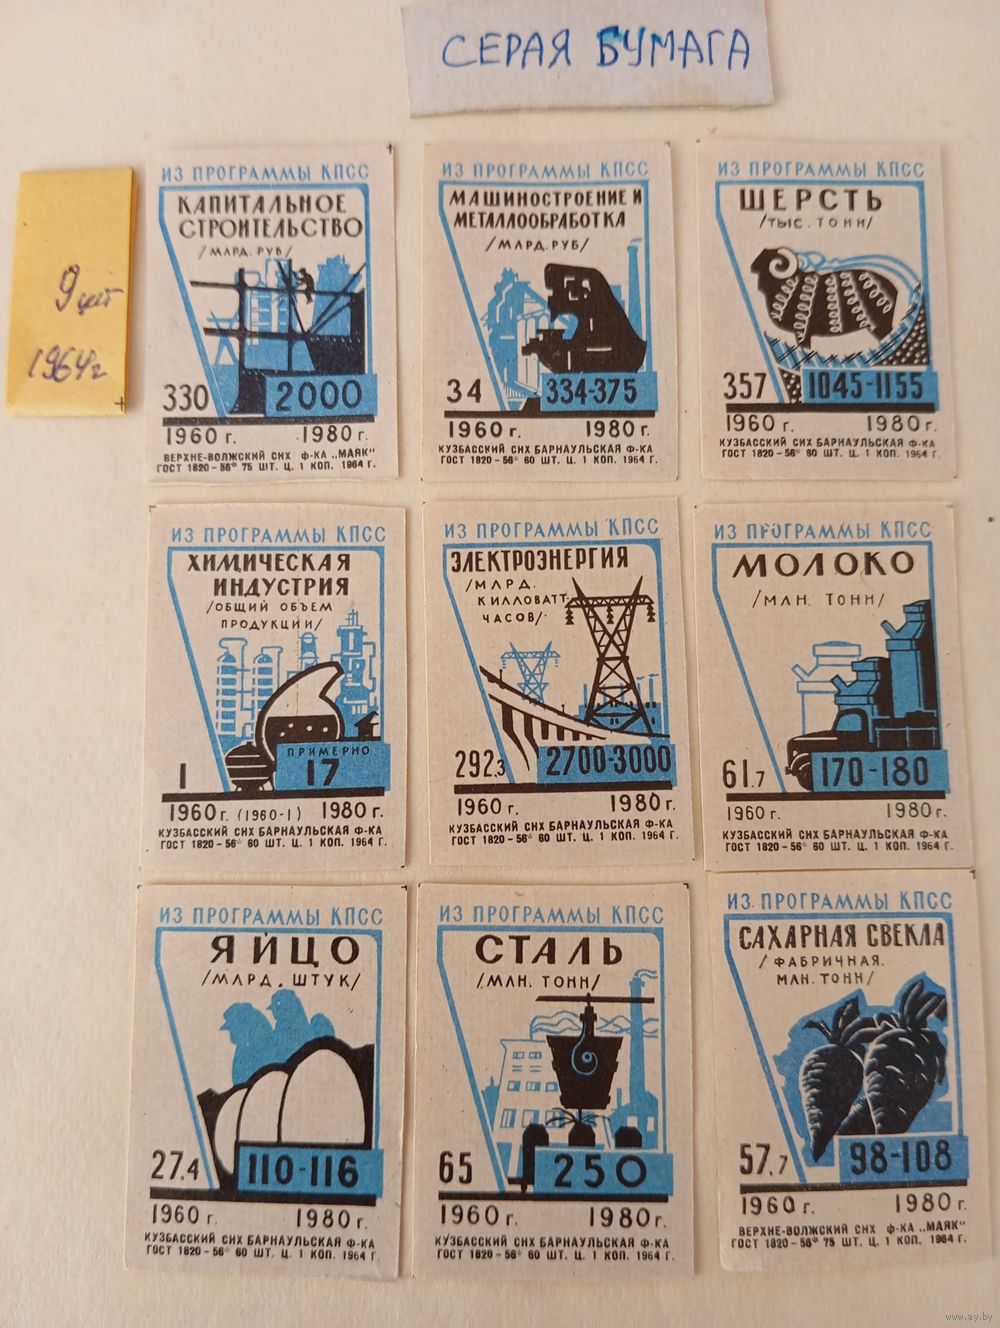 СЕРАЯ БУМАГА
9 шт
1964г
ИЗ ПРОГРАММЫ КПСС
КАПИТАЛЬНОЕ
СТРОИТЕЛЬСТВО
/МЛРД. РУБ/
330 2000
1960 г. 1980 г.
ВЕРХНЕ-ВОЛЖСКИЙ СНХ Ф-КА „МАЯК“
ГОСТ 1820-56* 75 ШТ. Ц. 1 КОП. 1964 Г.
ИЗ ПРОГРАММЫ КПСС
МАШИНОСТРОЕНИЕ И
МЕТАЛЛООБРАБОТКА
/МЛРД. РУБ/
34 334-375
1960 г. 1980 г.
КУЗБАССКИЙ СНХ БАРНАУЛЬСКАЯ Ф-КА
ГОСТ 1820-56* 60 ШТ. Ц. 1 КОП. 1964 Г.
ИЗ ПРОГРАММЫ КПСС
ШЕРСТЬ
/ТЫС. ТОНН/
357 1045-1155
1960 г. 1980 г.
КУЗБАССКИЙ СНХ БАРНАУЛЬСКАЯ Ф-КА
ГОСТ 1820-56* 60 ШТ. Ц. 1 КОП. 1964 Г.
ИЗ ПРОГРАММЫ КПСС
ХИМИЧЕСКАЯ
ИНДУСТРИЯ
/ОБЩИЙ ОБЪЕМ
ПРОДУКЦИИ/
ПРИМЕРНО
1 17
1960 г. (1960-1) 1980 г.
КУЗБАССКИЙ СНХ БАРНАУЛЬСКАЯ Ф-КА
ГОСТ 1820-56* 60 ШТ. Ц. 1 КОП. 1964 Г.
ИЗ ПРОГРАММЫ КПСС
ЭЛЕКТРОЭНЕРГИЯ
/МЛРД.
КИЛЛОВАТТ-
ЧАСОВ/
292.3 2700-3000
1960 г. 1980 г.
КУЗБАССКИЙ СНХ БАРНАУЛЬСКАЯ Ф-КА
ГОСТ 1820-56* 60 ШТ. Ц. 1 КОП. 1964 Г.
ИЗ ПРОГРАММЫ КПСС
МОЛОКО
/МЛН. ТОНН/
61.7 170-180
1960 г. 1980 г.
КУЗБАССКИЙ СНХ БАРНАУЛЬСКАЯ Ф-КА
ГОСТ 1820-56* 60 ШТ. Ц. 1 КОП. 1964 Г.
ИЗ ПРОГРАММЫ КПСС
ЯЙЦО
/МЛРД. ШТУК/
27.4 110-116
1960 г. 1980 г.
КУЗБАССКИЙ СНХ БАРНАУЛЬСКАЯ Ф-КА
ГОСТ 1820-56* 60 ШТ. Ц. 1 КОП. 1964 Г.
ИЗ ПРОГРАММЫ КПСС
СТАЛЬ
/МЛН. ТОНН/
65 250
1960 г. 1980 г.
КУЗБАССКИЙ СНХ БАРНАУЛЬСКАЯ Ф-КА
ГОСТ 1820-56* 60 ШТ. Ц. 1 КОП. 1964 Г.
ИЗ ПРОГРАММЫ КПСС
САХАРНАЯ СВЕКЛА
/ФАБРИЧНАЯ.
МЛН. ТОНН/
57.7 98-108
1960 г. 1980 г.
ВЕРХНЕ-ВОЛЖСКИЙ СНХ Ф-КА „МАЯК“
ГОСТ 1820-56* 75 ШТ. Ц. 1 КОП. 1964 Г.
www.ay.by